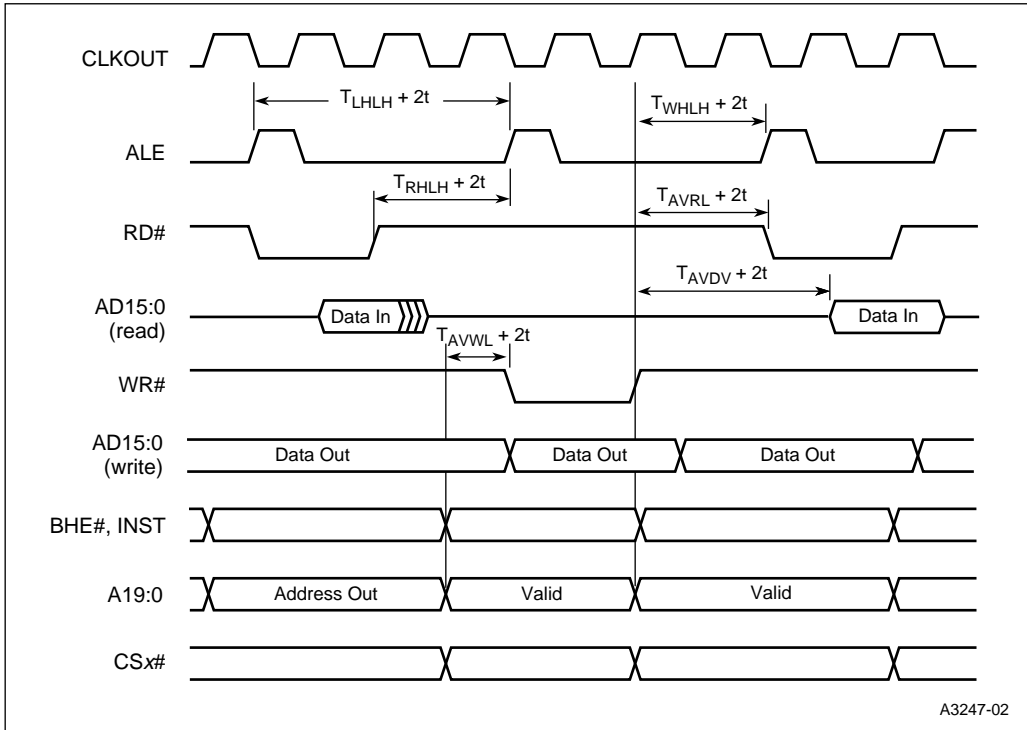 CLKOUT
T_LHLH + 2t
T_WHLH + 2t
ALE
T_RHLH + 2t
T_AVRL + 2t
RD#
T_AVDV + 2t
AD15:0
(read)
Data In
Data In
T_AVWL + 2t
WR#
AD15:0
(write)
Data Out
Data Out
Data Out
BHE#, INST
A19:0
Address Out
Valid
Valid
CSx#
A3247-02